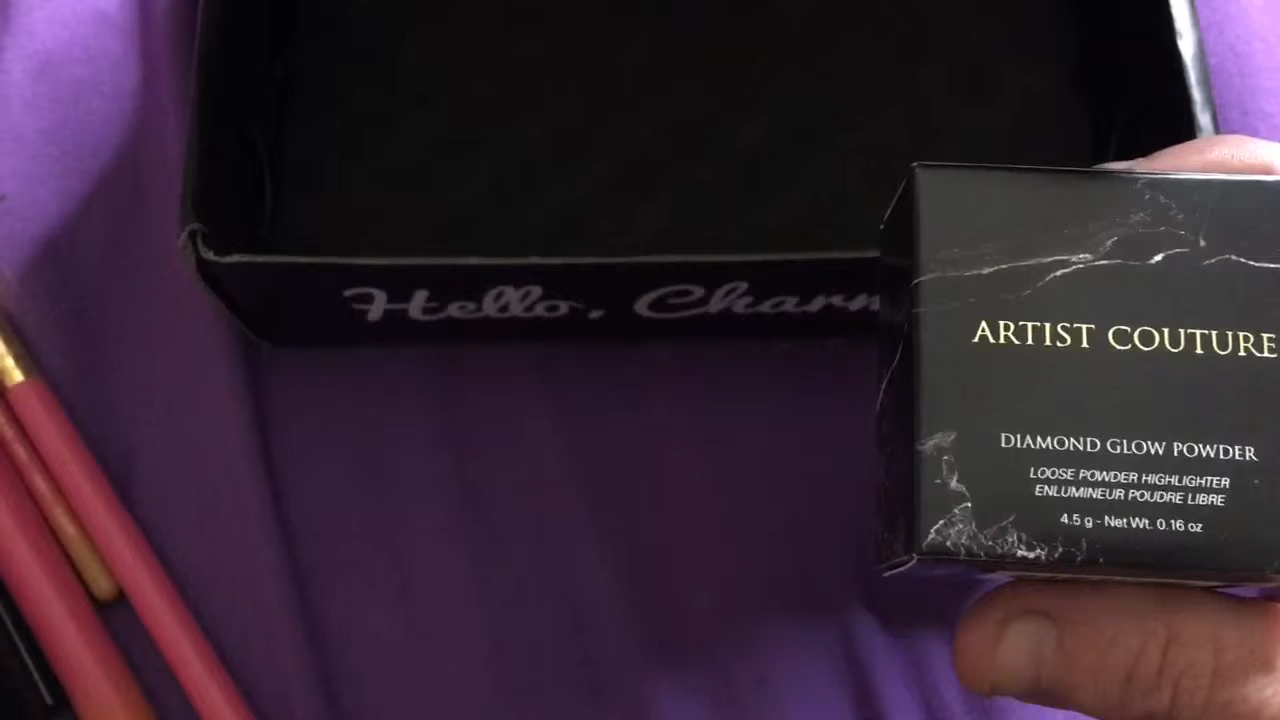 Hello,
ARTIST COUTURE
DIAMOND GLOW POWDER
LOOSE POWDER HIGHLIGHTER
ENLUMINEUR POUDRE LIBRE
4.5 g - Net Wt. 0.16 oz